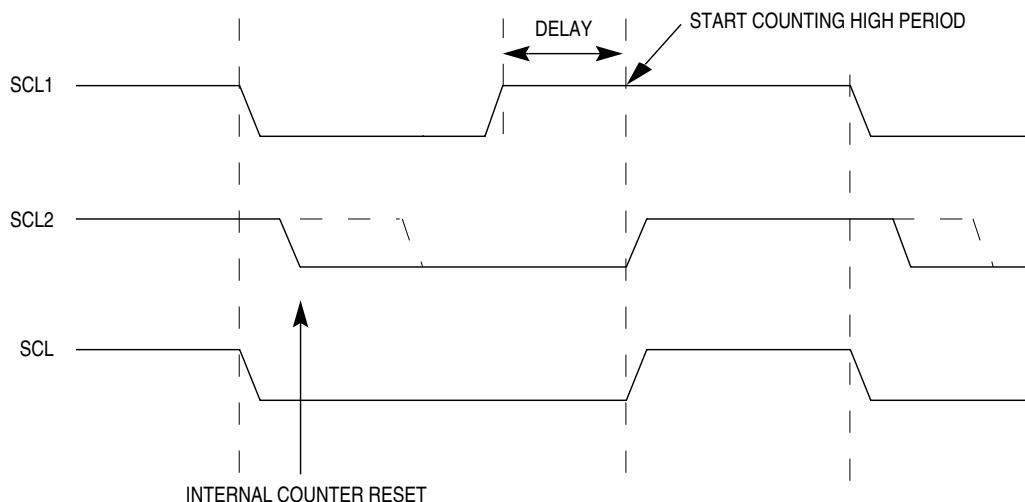 DELAY
START COUNTING HIGH PERIOD
SCL1
SCL2
SCL
INTERNAL COUNTER RESET